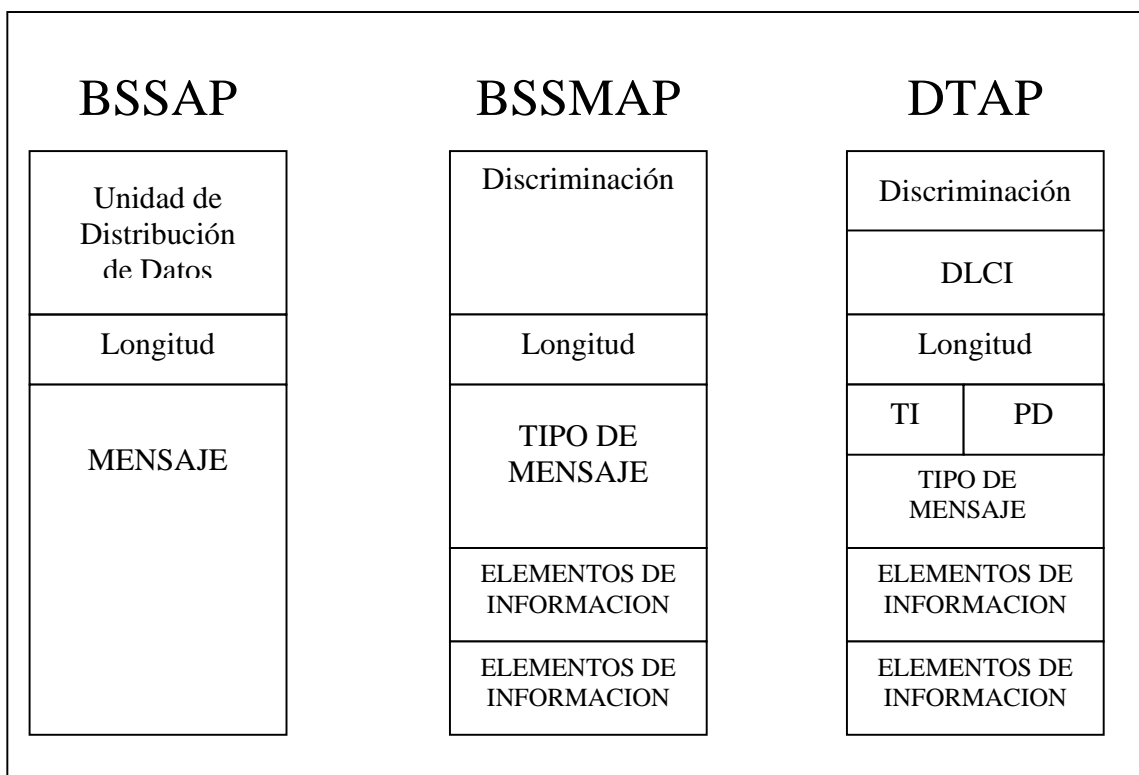 BSSAP
Unidad de
Distribución
de Datos
Longitud
MENSAJE
BSSMAP
Discriminación
Longitud
TIPO DE
MENSAJE
ELEMENTOS DE
INFORMACION
ELEMENTOS DE
INFORMACION
DTAP
Discriminación
DLCI
Longitud
TI
PD
TIPO DE
MENSAJE
ELEMENTOS DE
INFORMACION
ELEMENTOS DE
INFORMACION